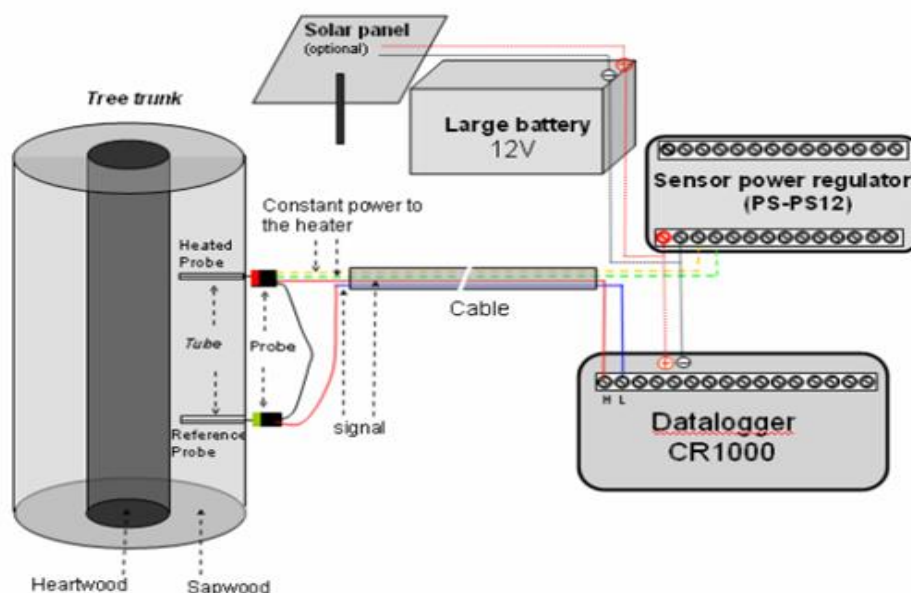 Solar panel
(optional)
Tree trunk
Large battery
12V
Sensor power regulator
(PS-PS12)
Constant power to
the heater
Heated
Probe
Cable
Tube
Probe
Reference
Probe
signal
H L
Datalogger
CR1000
Heartwood
Sapwood